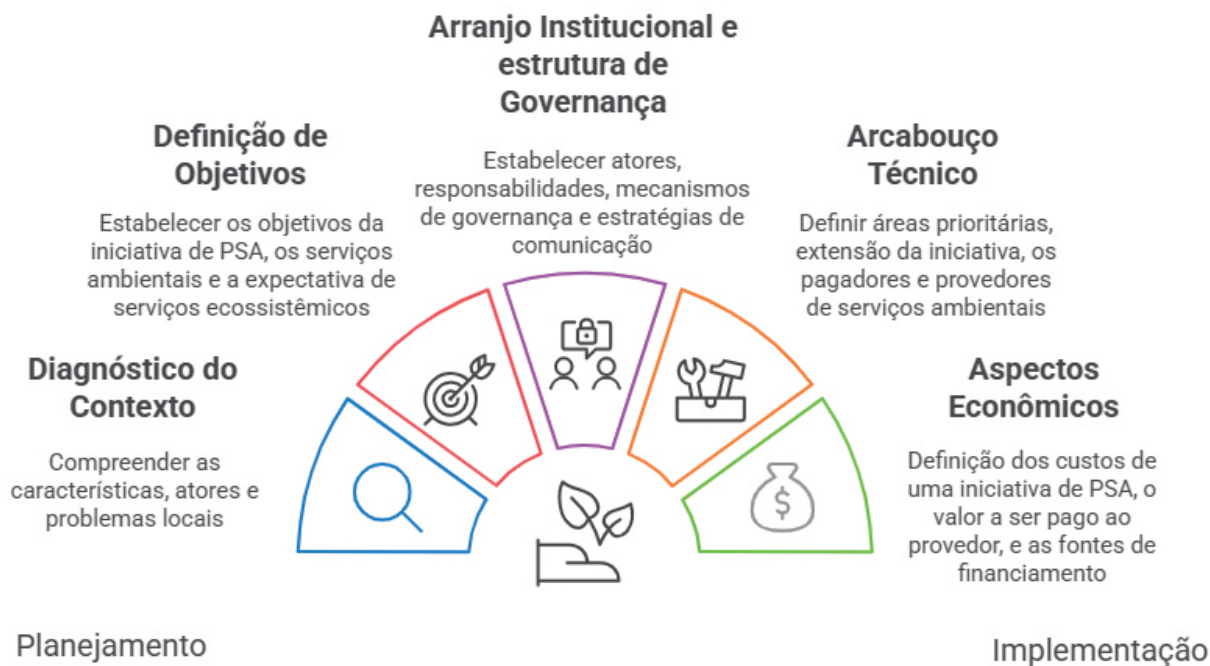 Diagnóstico do
Contexto
Compreender as
características, atores e
problemas locais
Definição de
Objetivos
Estabelecer os objetivos da
iniciativa de PSA, os serviços
ambientais e a expectativa de
serviços ecossistêmicos
Arranjo Institucional e
estrutura de
Governança
Estabelecer atores,
responsabilidades, mecanismos
de governança e estratégias de
comunicação
Arcabouço
Técnico
Definir áreas prioritárias,
extensão da iniciativa, os
pagadores e provedores
de serviços ambientais
Aspectos
Econômicos
Definição dos custos de
uma iniciativa de PSA, o
valor a ser pago ao
provedor, e as fontes de
financiamento
$
Planejamento
Implementação